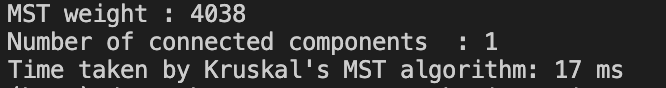 MST weight : 4038
Number of connected components  : 1
Time taken by Kruskal's MST algorithm: 17 ms